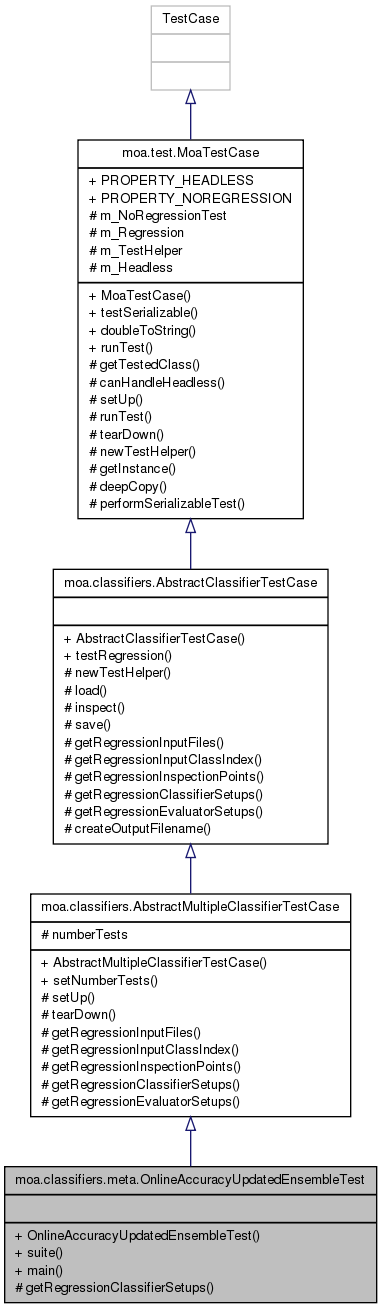 TestCase
moa.test.MoaTestCase
+ PROPERTY_HEADLESS
+ PROPERTY_NOREGRESSION
# m_NoRegressionTest
# m_Regression
# m_TestHelper
# m_Headless
+ MoaTestCase()
+ testSerializable()
+ doubleToString()
+ runTest()
# getTestedClass()
# canHandleHeadless()
# setUp()
# runTest()
# tearDown()
# newTestHelper()
# getInstance()
# deepCopy()
# performSerializableTest()
moa.classifiers.AbstractClassifierTestCase
+ AbstractClassifierTestCase()
+ testRegression()
# newTestHelper()
# load()
# inspect()
# save()
# getRegressionInputFiles()
# getRegressionInputClassIndex()
# getRegressionInspectionPoints()
# getRegressionClassifierSetups()
# getRegressionEvaluatorSetups()
# createOutputFilename()
moa.classifiers.AbstractMultipleClassifierTestCase
# numberTests
+ AbstractMultipleClassifierTestCase()
+ setNumberTests()
# setUp()
# tearDown()
# getRegressionInputFiles()
# getRegressionInputClassIndex()
# getRegressionInspectionPoints()
# getRegressionClassifierSetups()
# getRegressionEvaluatorSetups()
moa.classifiers.meta.OnlineAccuracyUpdatedEnsembleTest
+ OnlineAccuracyUpdatedEnsembleTest()
+ suite()
+ main()
# getRegressionClassifierSetups()